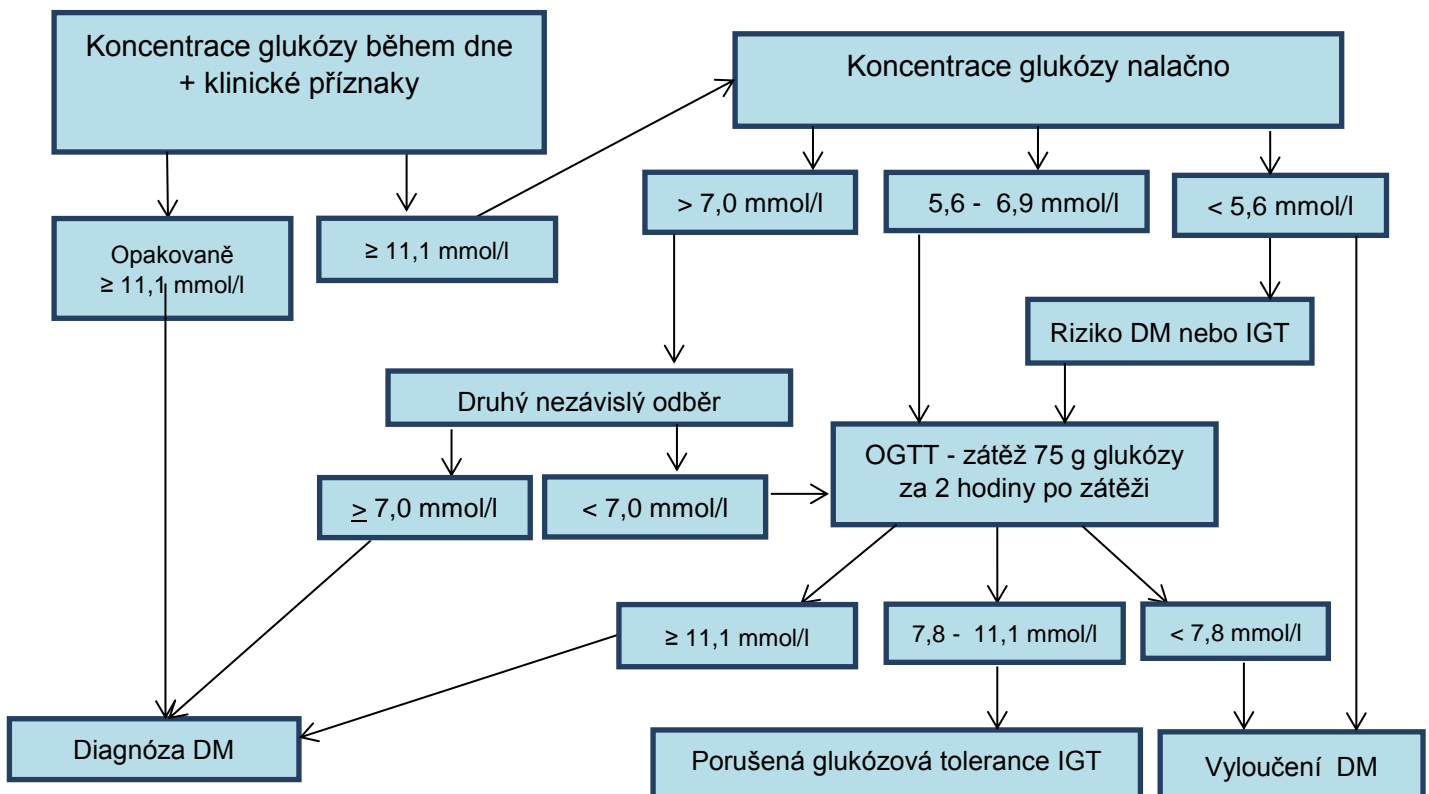 Koncentrace glukózy během dne
+ klinické příznaky
Koncentrace glukózy nalačno
> 7,0 mmol/l
5,6 - 6,9 mmol/l
< 5,6 mmol/l
Opakovaně
≥ 11,1 mmol/l
≥ 11,1 mmol/l
Riziko DM nebo IGT
Druhý nezávislý odběr
OGTT - zátěž 75 g glukózy
za 2 hodiny po zátěži
≥ 7,0 mmol/l
< 7,0 mmol/l
≥ 11,1 mmol/l
7,8 - 11,1 mmol/l
< 7,8 mmol/l
Diagnóza DM
Porušená glukózová tolerance IGT
Vyloučení DM